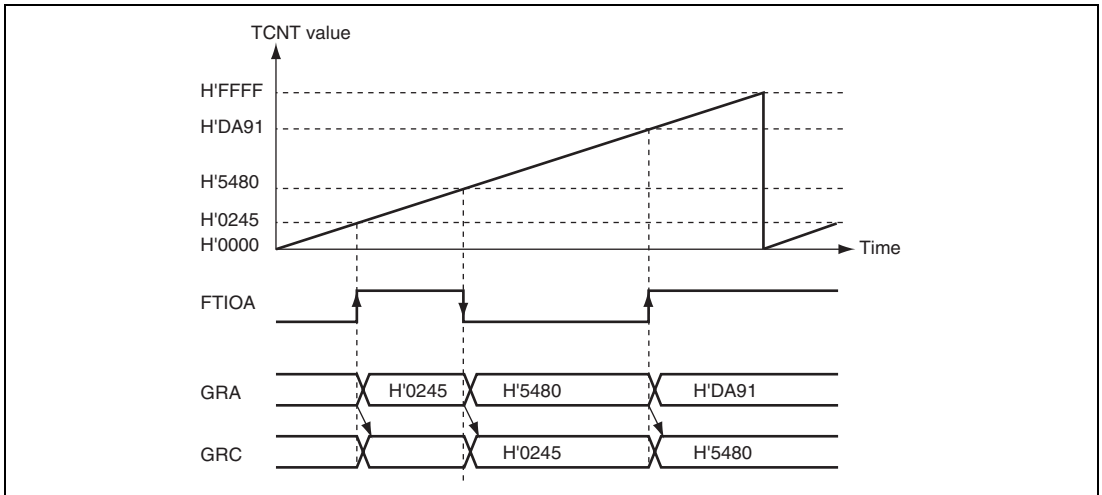 TCNT value
H'FFFF
H'DA91
H'5480
H'0245
H'0000
Time
FTIOA
GRA H'0245 H'5480 H'DA91
GRC H'0245 H'5480